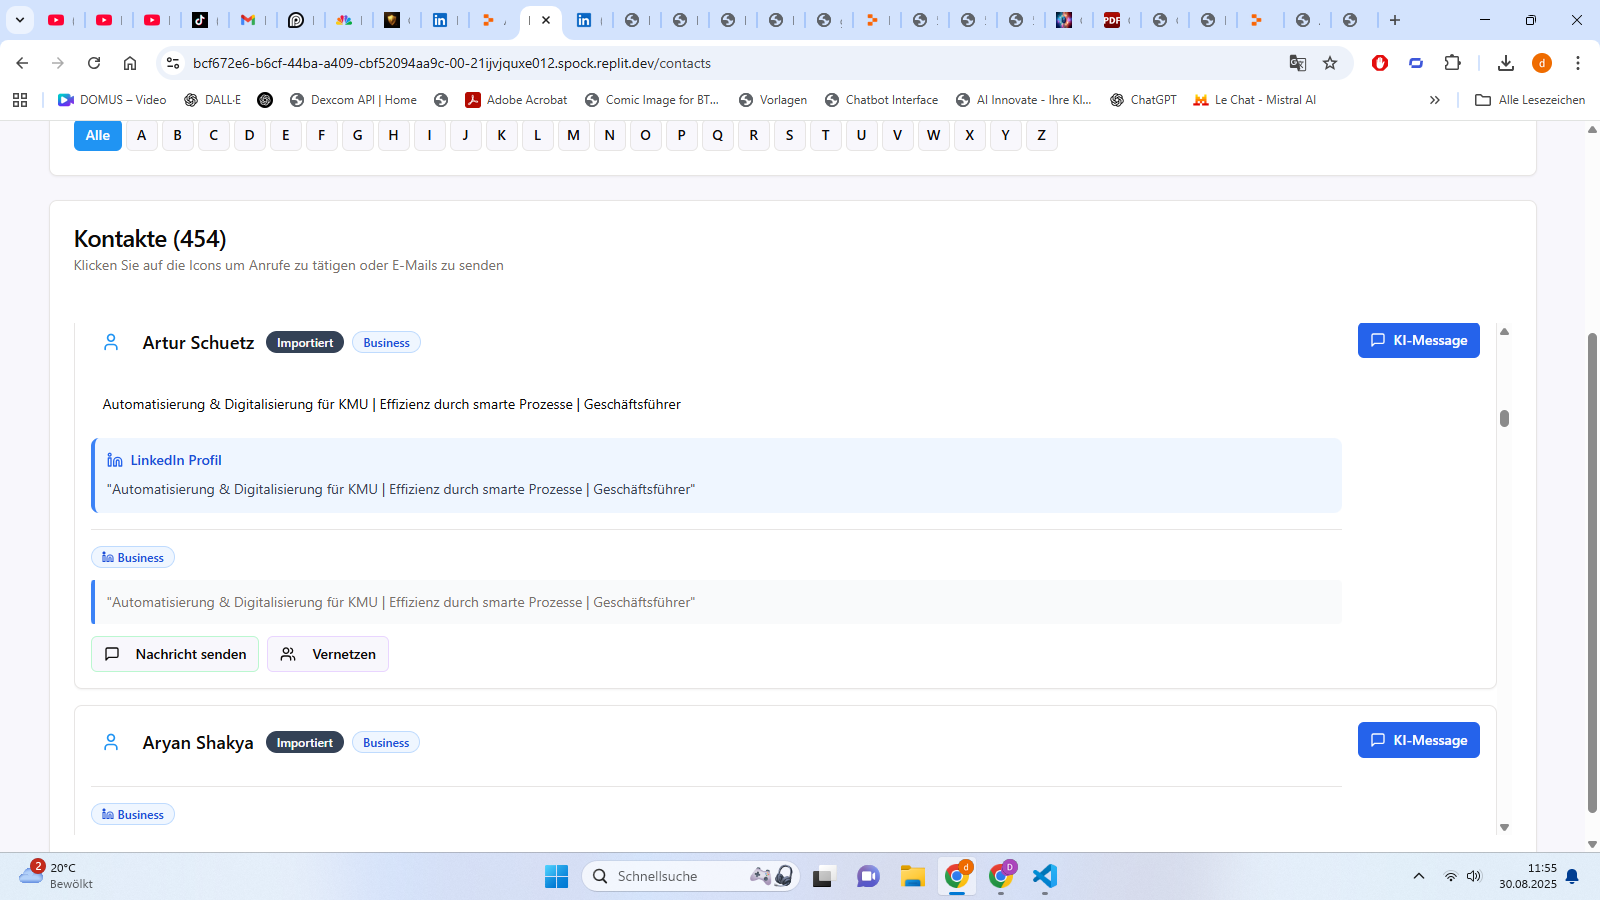 bcf672e6-b6cf-44ba-a409-cbf52094aa9c-00-21ijvjquxe012.spock.replit.dev/contacts
DOMUS – Video
DALL·E
Dexcom API | Home
Adobe Acrobat
Comic Image for BT...
Vorlagen
Chatbot Interface
AI Innovate - Ihre KI...
ChatGPT
Le Chat - Mistral AI
Alle Lesezeichen
Alle A B C D E F G H I J K L M N O P Q R S T U V W X Y Z
Kontakte (454)
Klicken Sie auf die Icons um Anrufe zu tätigen oder E-Mails zu senden
Artur Schuetz Importiert Business KI-Message
Automatisierung & Digitalisierung für KMU | Effizienz durch smarte Prozesse | Geschäftsführer
LinkedIn Profil
"Automatisierung & Digitalisierung für KMU | Effizienz durch smarte Prozesse | Geschäftsführer"
Business
"Automatisierung & Digitalisierung für KMU | Effizienz durch smarte Prozesse | Geschäftsführer"
Nachricht senden Vernetzen
Aryan Shakya Importiert Business KI-Message
Business
2 20°C
Bewölkt
Schnellsuche
11:55
30.08.2025